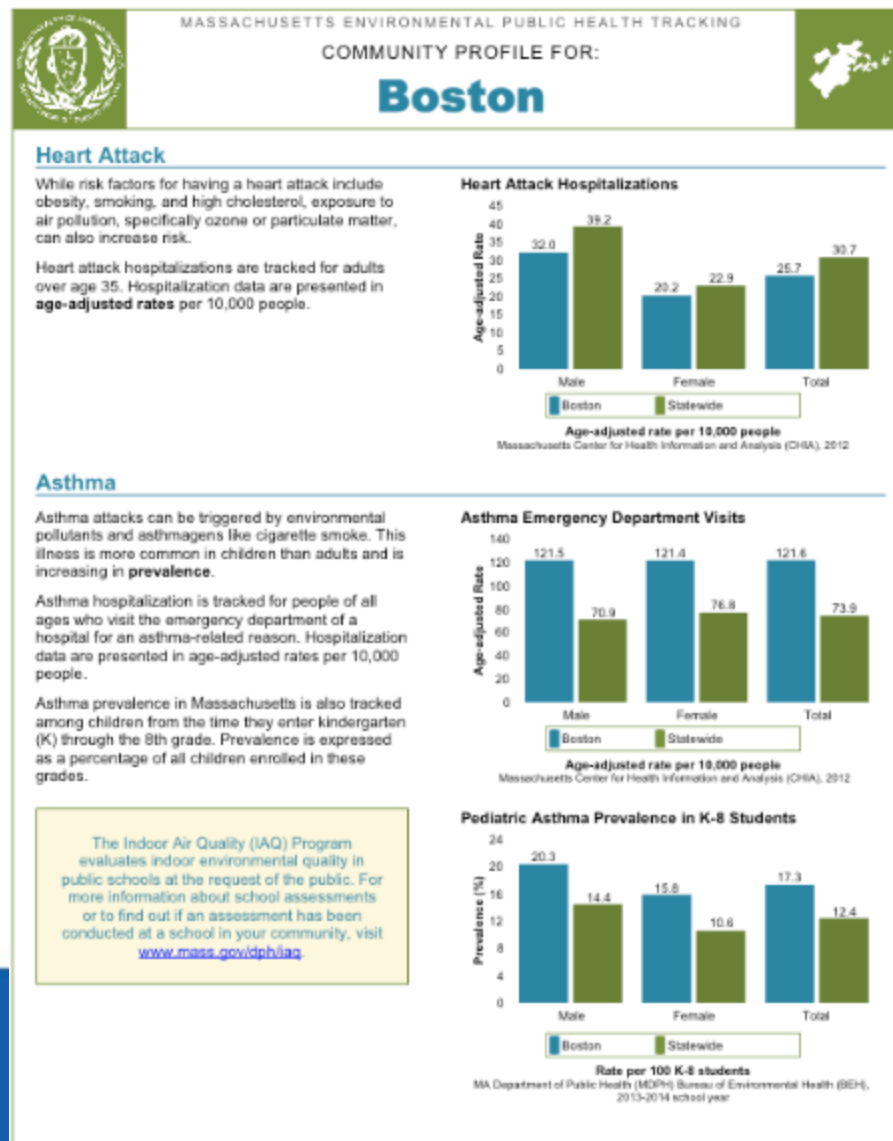 MASSACHUSETTS ENVIRONMENTAL PUBLIC HEALTH TRACKING
COMMUNITY PROFILE FOR:
Boston
Heart Attack
While risk factors for having a heart attack include
obesity, smoking, and high cholesterol, exposure to
air pollution, specifically ozone or particulate matter,
can also increase risk.
Heart attack hospitalizations are tracked for adults
over age 35. Hospitalization data are presented in
age-adjusted rates per 10,000 people.
Heart Attack Hospitalizations
Age-adjusted Rate
45
40
35
30
25
20
15
10
5
0
32.0
39.2
20.2
22.9
25.7
30.7
Male
Female
Total
Boston
Statewide
Age-adjusted rate per 10,000 people
Massachusetts Center for Health Information and Analysis (CHIA), 2012
Asthma
Asthma attacks can be triggered by environmental
pollutants and asthmagens like cigarette smoke. This
illness is more common in children than adults and is
increasing in prevalence.
Asthma hospitalization is tracked for people of all
ages who visit the emergency department of a
hospital for an asthma-related reason. Hospitalization
data are presented in age-adjusted rates per 10,000
people.
Asthma prevalence in Massachusetts is also tracked
among children from the time they enter kindergarten
(K) through the 8th grade. Prevalence is expressed
as a percentage of all children enrolled in these
grades.
The Indoor Air Quality (IAQ) Program
evaluates indoor environmental quality in
public schools at the request of the public. For
more information about school assessments
or to find out if an assessment has been
conducted at a school in your community, visit
www.mass.gov/dph/iaq.
Asthma Emergency Department Visits
Age-adjusted Rate
140
120
100
80
60
40
20
0
121.5
70.9
121.4
76.8
121.6
73.9
Male
Female
Total
Boston
Statewide
Age-adjusted rate per 10,000 people
Massachusetts Center for Health Information and Analysis (CHIA), 2012
Pediatric Asthma Prevalence in K-8 Students
Prevalence (%)
24
20
16
12
8
4
0
20.3
14.4
15.8
10.6
17.3
12.4
Male
Female
Total
Boston
Statewide
Rate per 100 K-8 students
MA Department of Public Health (MDPH) Bureau of Environmental Health (BEH),
2013-2014 school year